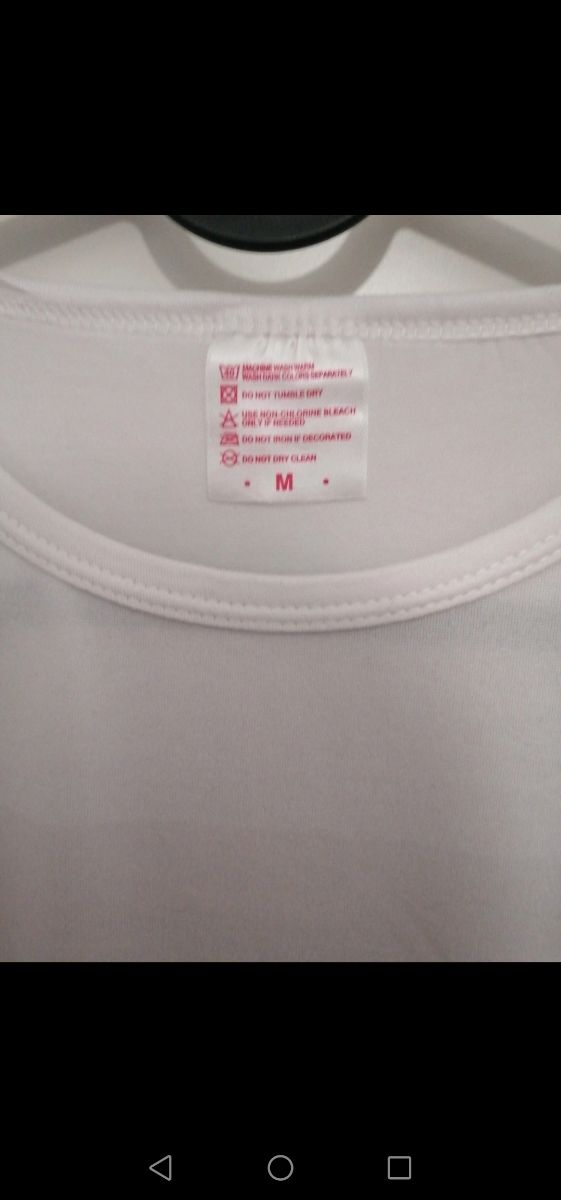 40
MACHINE WASH WARM
WASH DARK COLORS SEPARATELY
DO NOT TUMBLE DRY
USE NON-CHLORINE BLEACH
ONLY IF NEEDED
DO NOT IRON IF DECORATED
DO NOT DRY CLEAN
• M •